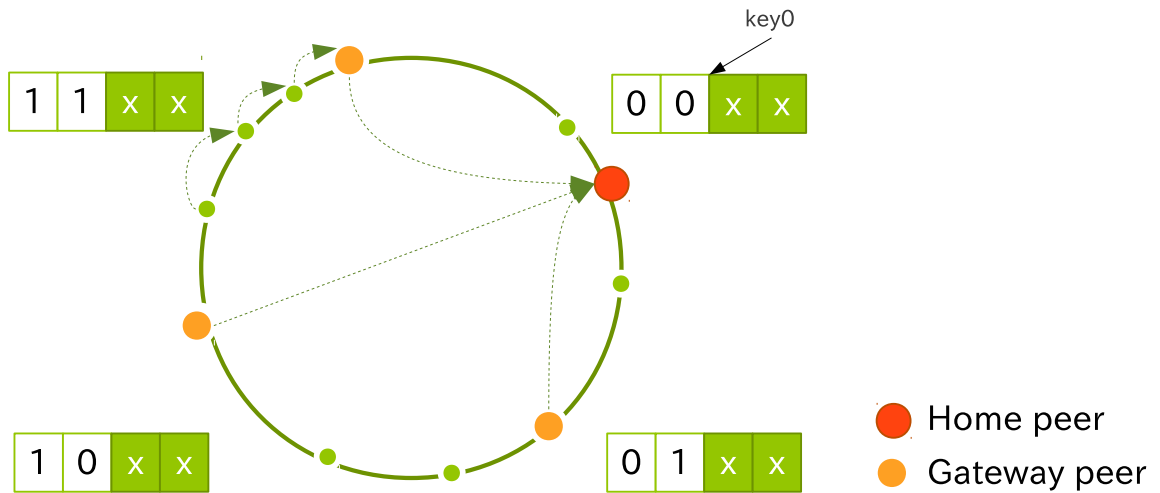 key0
1 1 x x
0 0 x x
Home peer
1 0 x x
0 1 x x
Gateway peer